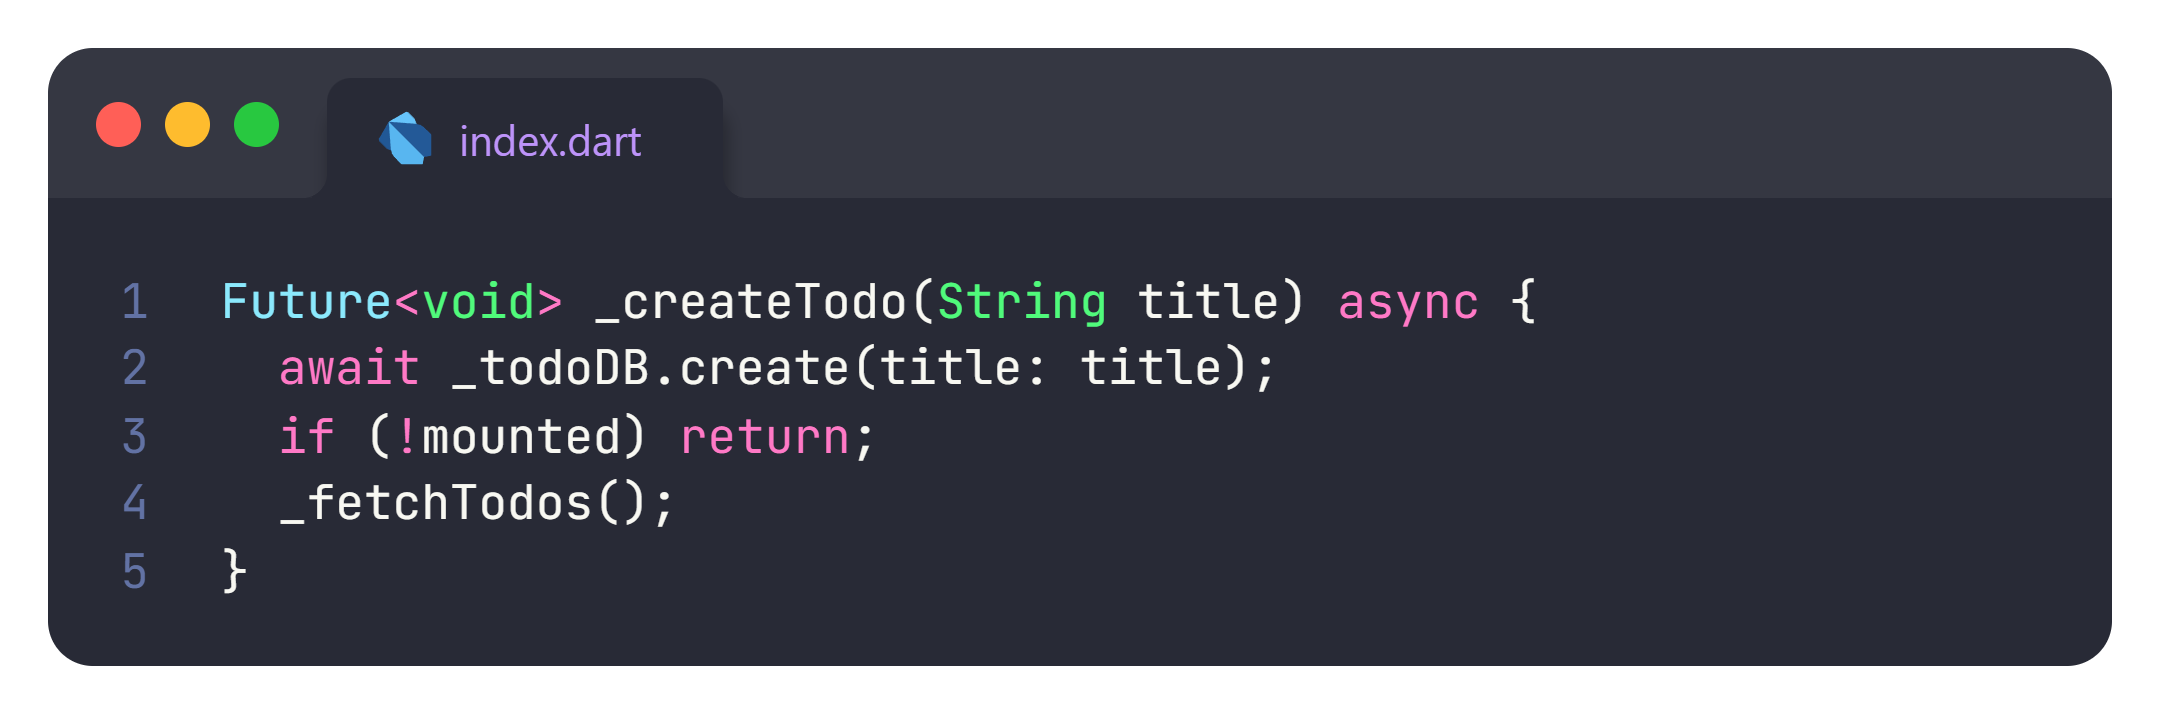 index.dart
1 Future<void> _createTodo(String title) async {
2   await _todoDB.create(title: title);
3   if (!mounted) return;
4   _fetchTodos();
5 }